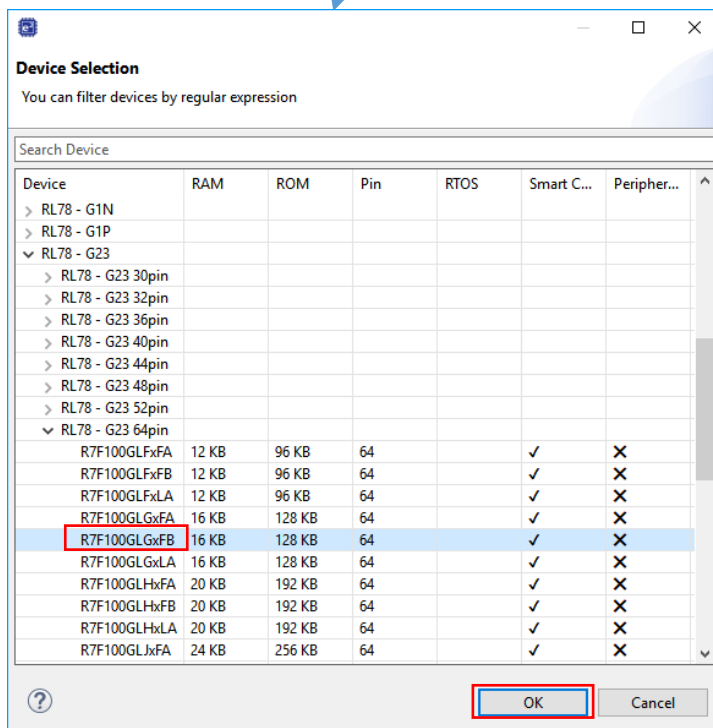 Device Selection
You can filter devices by regular expression
Search Device
Device RAM ROM Pin RTOS Smart C... Peripher...
RL78 - G1N
RL78 - G1P
RL78 - G23
RL78 - G23 30pin
RL78 - G23 32pin
RL78 - G23 36pin
RL78 - G23 40pin
RL78 - G23 44pin
RL78 - G23 48pin
RL78 - G23 52pin
RL78 - G23 64pin
R7F100GLFxFA 12 KB 96 KB 64 ✓ ✕
R7F100GLFxFB 12 KB 96 KB 64 ✓ ✕
R7F100GLFxLA 12 KB 96 KB 64 ✓ ✕
R7F100GLGxFA 16 KB 128 KB 64 ✓ ✕
R7F100GLGxFB 16 KB 128 KB 64 ✓ ✕
R7F100GLGxLA 16 KB 128 KB 64 ✓ ✕
R7F100GLHxFA 20 KB 192 KB 64 ✓ ✕
R7F100GLHxFB 20 KB 192 KB 64 ✓ ✕
R7F100GLHxLA 20 KB 192 KB 64 ✓ ✕
R7F100GLJxFA 24 KB 256 KB 64 ✓ ✕
? OK Cancel